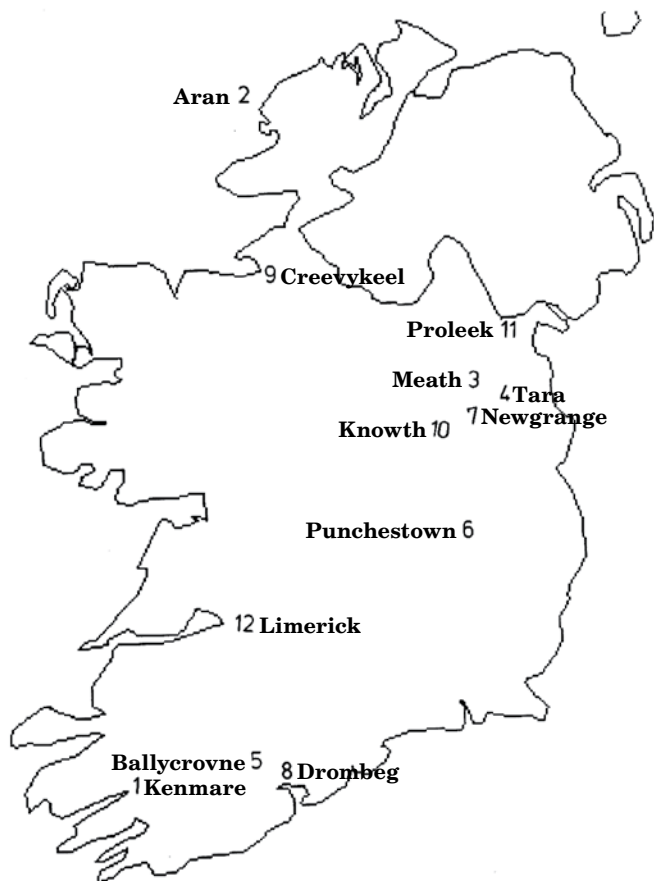 Aran 2
9 Creevykeel
Proleek 11
Meath 3
4 Tara
7 Newgrange
Knowth 10
Punchestown 6
12 Limerick
Ballycrovne 5
8 Drombeg
1 Kenmare